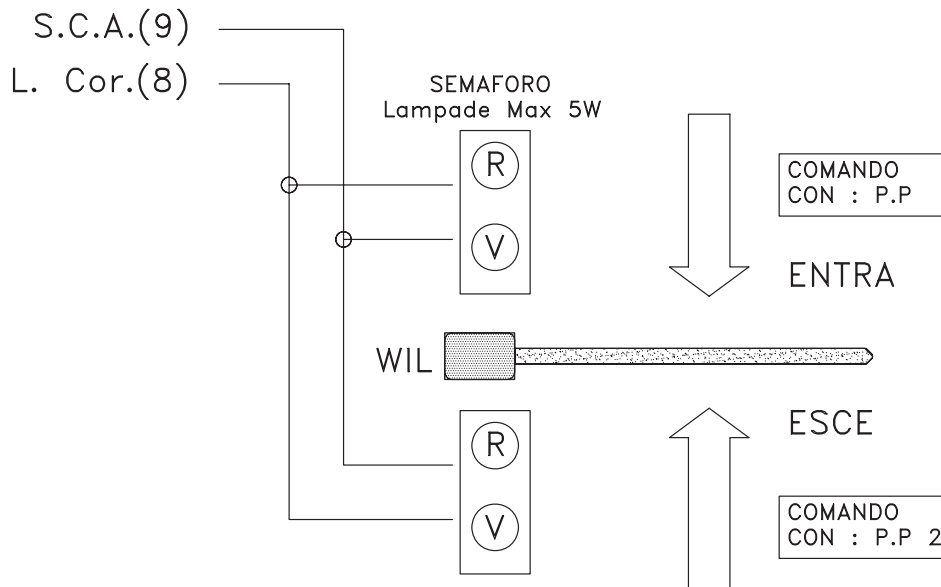 S.C.A.(9)
L. Cor.(8)
SEMAFORO
Lampade Max 5W
R
V
COMANDO
CON : P.P
ENTRA
WIL
ESCE
R
V
COMANDO
CON : P.P 2